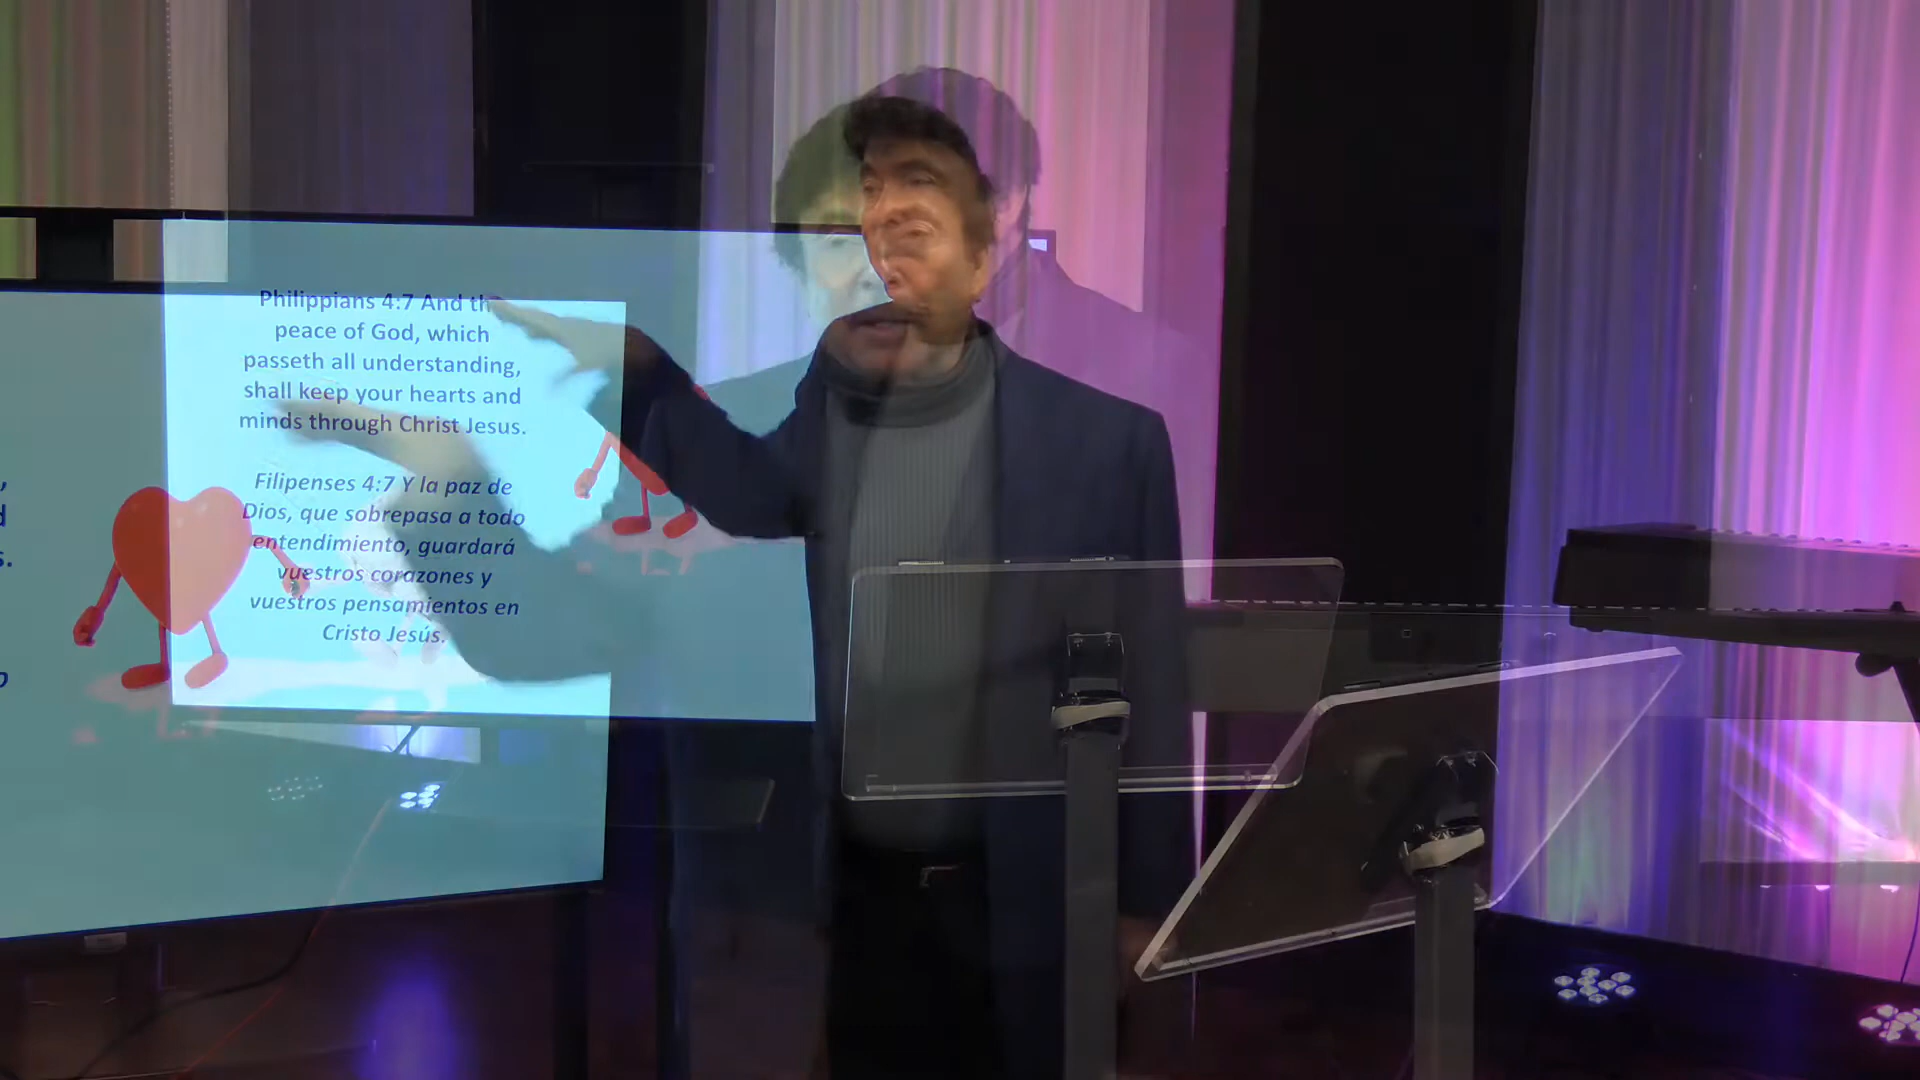 Philippians 4:7 And th
peace of God, which
passeth all understanding,
shall keep your hearts and
minds through Christ Jesus.
Filipenses 4:7 Y la paz de
Dios, que sobrepasa a todo
entendimiento, guardará
vuestros corazones y
vuestros pensamientos en
Cristo Jesús.